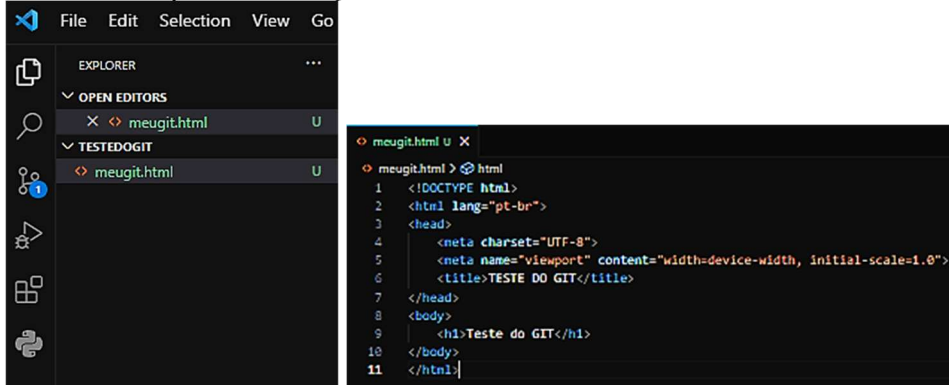 File Edit Selection View Go
EXPLORER ...
OPEN EDITORS
meugit.html U
TESTEDOGIT
meugit.html U
1
meugit.html U
meugit.html > html
1 <!DOCTYPE html>
2 <html lang="pt-br">
3 <head>
4 <meta charset="UTF-8">
5 <meta name="viewport" content="width=device-width, initial-scale=1.0">
6 <title>TESTE DO GIT</title>
7 </head>
8 <body>
9 <h1>Teste do GIT</h1>
10 </body>
11 </html>